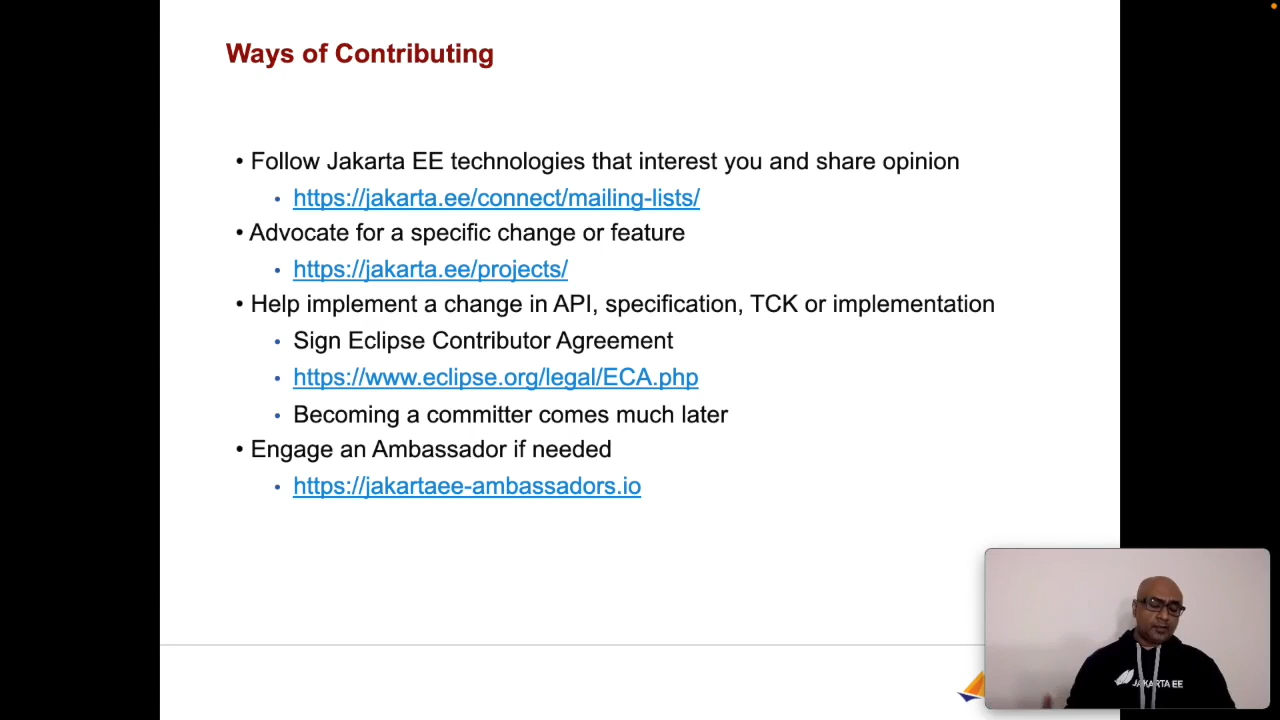 Ways of Contributing
• Follow Jakarta EE technologies that interest you and share opinion
• https://jakarta.ee/connect/mailing-lists/
• Advocate for a specific change or feature
• https://jakarta.ee/projects/
• Help implement a change in API, specification, TCK or implementation
• Sign Eclipse Contributor Agreement
• https://www.eclipse.org/legal/ECA.php
• Becoming a committer comes much later
• Engage an Ambassador if needed
• https://jakartaee-ambassadors.io
JAKARTA EE